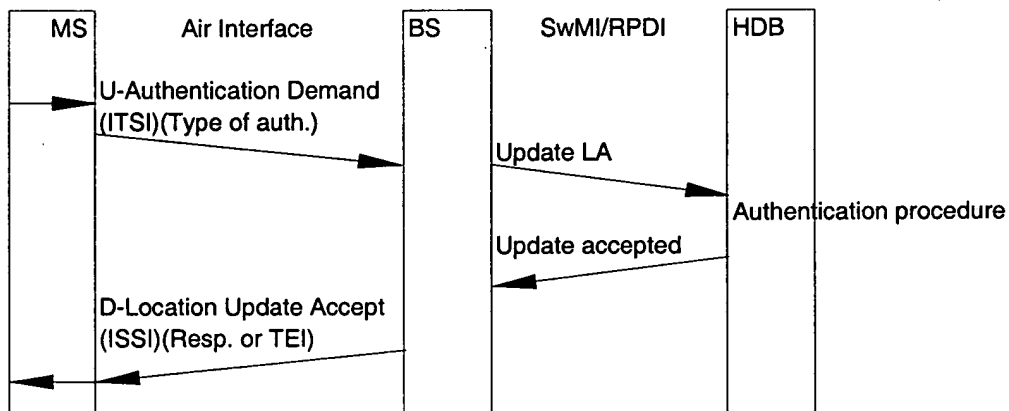 MS Air Interface BS SwMI/RPDI HDB
U-Authentication Demand
(ITSI)(Type of auth.)
Update LA
Authentication procedure
Update accepted
D-Location Update Accept
(ISSI)(Resp. or TEI)